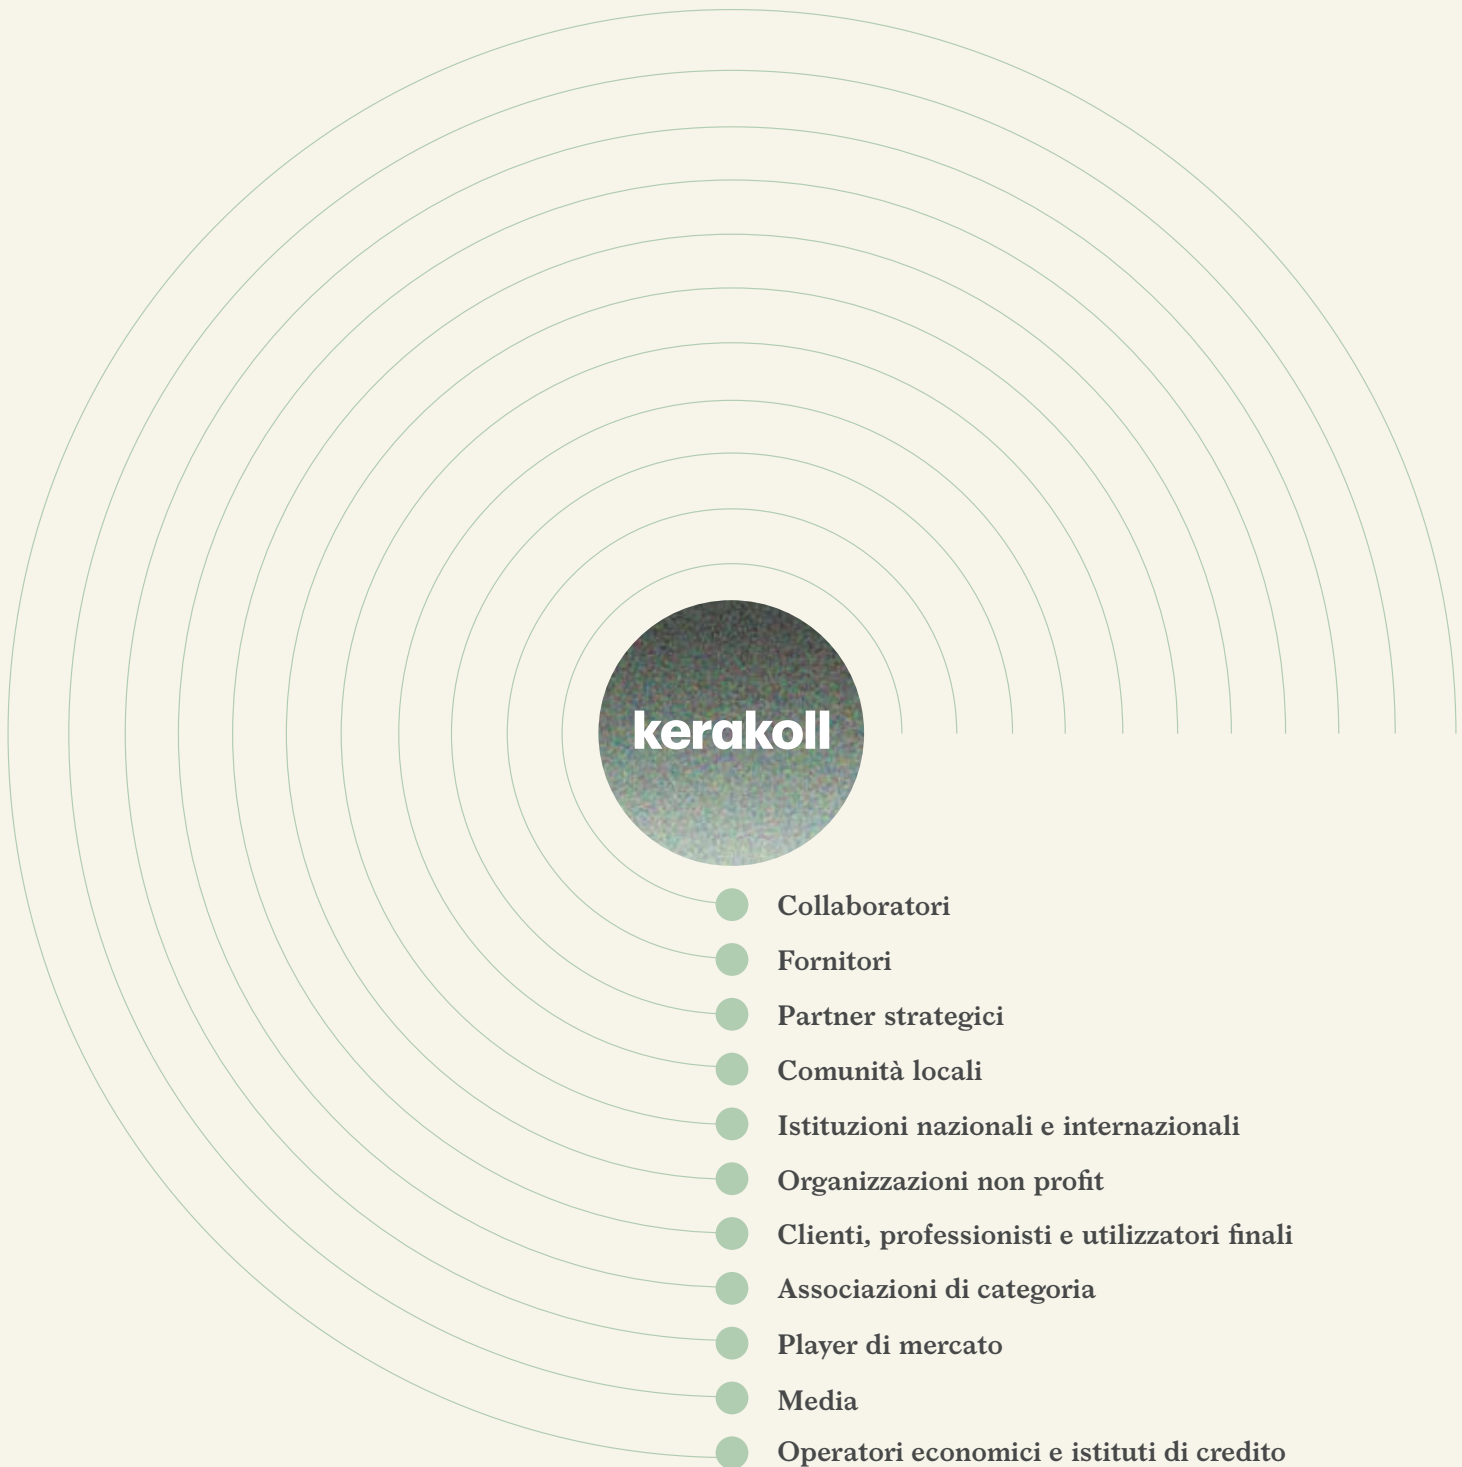 kerakoll
Collaboratori
Fornitori
Partner strategici
Comunità locali
Istituzioni nazionali e internazionali
Organizzazioni non profit
Clienti, professionisti e utilizzatori finali
Associazioni di categoria
Player di mercato
Media
Operatori economici e istituti di credito